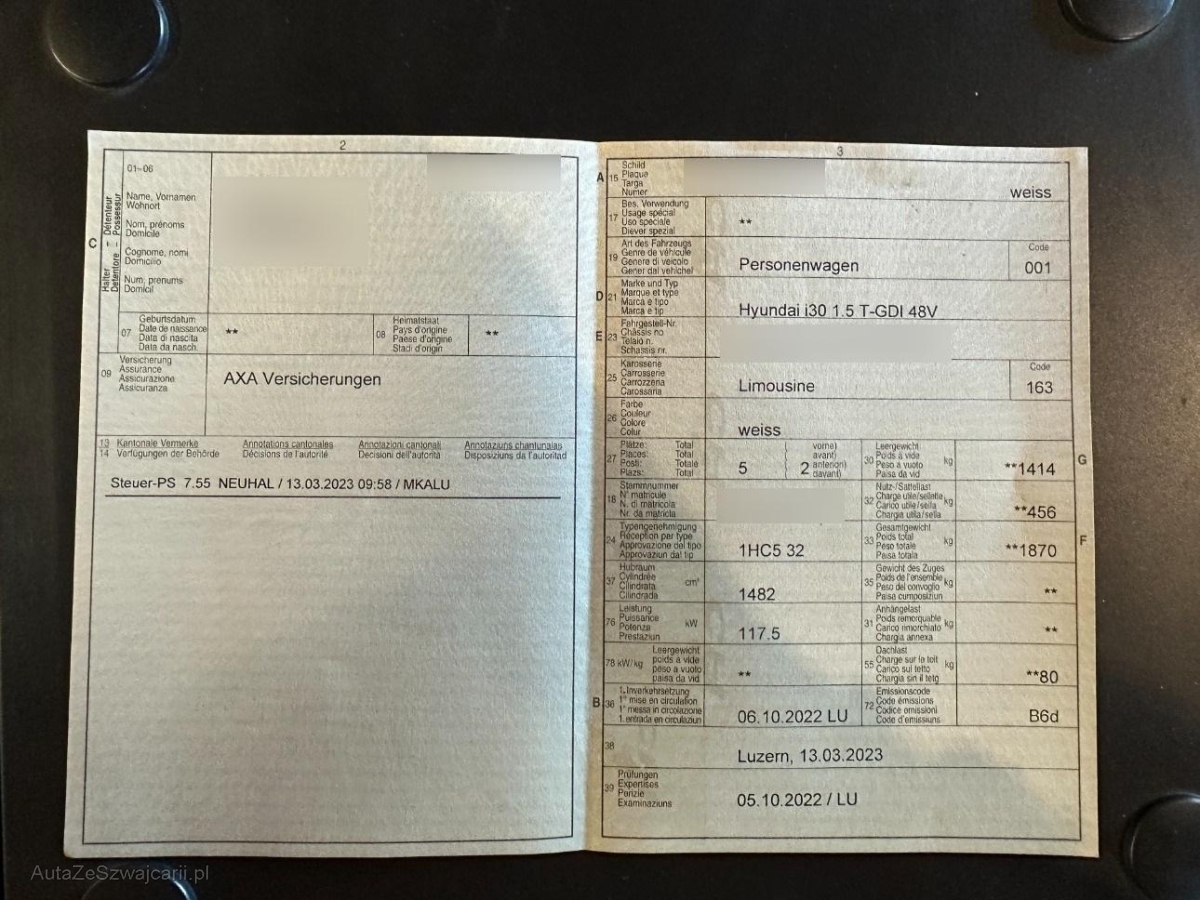 2
01–06
Halter – Détenteur
Detentore – Possessur
C
Name, Vornamen
Wohnort
Nom, prénoms
Domicile
Cognome, nomi
Domicilio
Num, prenums
Domicil
07
Geburtsdatum
Date de naissance
Data di nascita
Data da nasch.
**
08
Heimatstaat
Pays d'origine
Paese d'origine
Stadi d'origin
**
09
Versicherung
Assurance
Assicurazione
Assicuranza
AXA Versicherungen
13 Kantonale Vermerke Annotations cantonales Annotazioni cantonali Annotaziuns chantunalas
14 Verfügungen der Behörde Décisions de l'autorité Decisioni dell'autorità Disposiziuns da l'autoritad
Steuer-PS 7.55 NEUHAL / 13.03.2023 09:58 / MKALU
3
A 15
Schild
Plaque
Targa
Numer
weiss
17
Bes. Verwendung
Usage spécial
Uso speciale
Diever spezial
**
19
Art des Fahrzeugs
Genre de véhicule
Genere di veicolo
Gener dal vehichel
Personenwagen
Code
001
D 21
Marke und Typ
Marque et type
Marca e tipo
Marca e tip
Hyundai i30 1.5 T-GDI 48V
E 23
Fahrgestell-Nr.
Châssis no
Telaio n.
Schassis nr.
25
Karosserie
Carrosserie
Carrozzeria
Carossaria
Limousine
Code
163
26
Farbe
Couleur
Colore
Colur
weiss
27
Plätze: Total
Places: Total
Posti: Totale
Plazs: Total
5
( vorne)
( avant)
( anteriori)
( davant)
2
30
Leergewicht
Poids à vide
Peso a vuoto
Paisa da vid
kg
**1414
G
18
Stammnummer
N° matricule
N. di matricola
Nr. da matricla
32
Nutz-/Sattellast
Charge utile/sellette
Carico utile/sella
Chargia utila/sella
kg
**456
24
Typengenehmigung
Réception par type
Approvazione del tipo
Approvaziun dal tip
1HC5 32
33
Gesamtgewicht
Poids total
Peso totale
Paisa totala
kg
**1870
F
37
Hubraum
Cylindrée
Cilindrata
Cilindrada
cm³
1482
35
Gewicht des Zuges
Poids de l'ensemble
Peso del convoglio
Paisa cumposiziun
kg
**
76
Leistung
Puissance
Potenza
Prestaziun
kW
117.5
31
Anhängelast
Poids remorquable
Carico rimorchiato
Chargia annexa
kg
**
78 kW/kg
Leergewicht
poids à vide
peso a vuoto
paisa da vid
**
55
Dachlast
Charge sur le toit
Carico sul tetto
Chargia sin il tetg
kg
**80
B 36
1. Inverkehrsetzung
1re mise en circulation
1a messa in circolazione
1. entrada en circulaziun
06.10.2022 LU
72
Emissionscode
Code émissions
Codice emissioni
Code d'emissiuns
B6d
38
Luzern, 13.03.2023
39
Prüfungen
Expertises
Perizie
Examinaziuns
05.10.2022 / LU
AutaZeSzwajcarii.pl